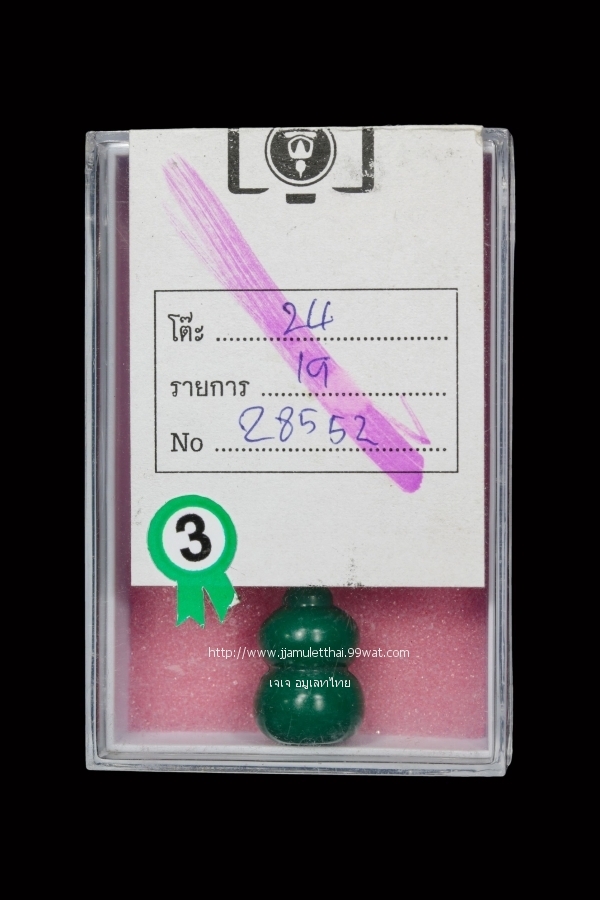 โต๊ะ 24
รายการ 19
No 28552
3
http://www.jjamuletthai.99wat.com
เจเจ อมูเลทไทย